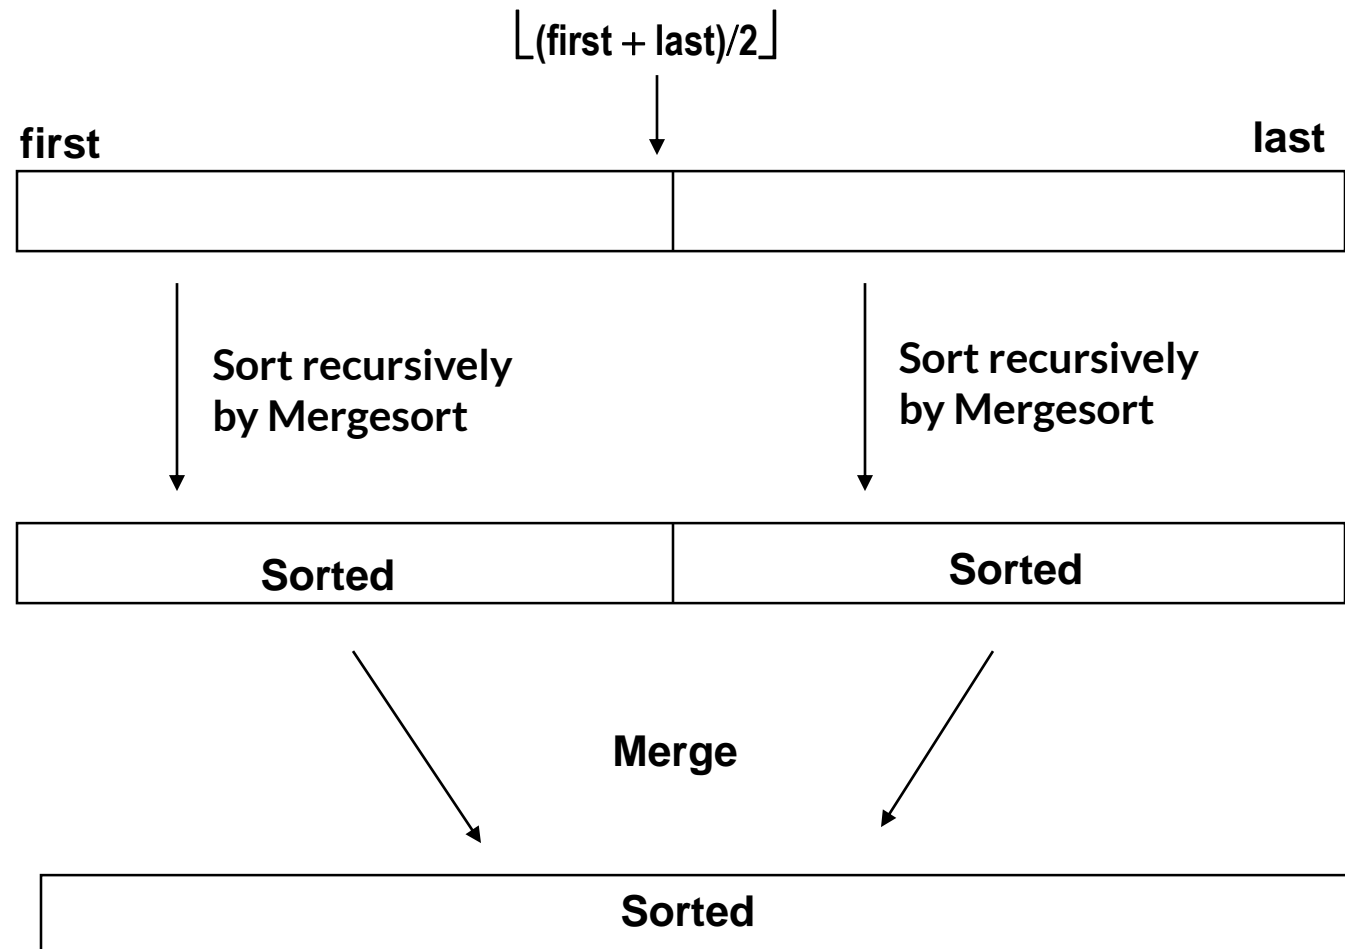 ⌊(first + last)/2⌋
first
last
Sort recursively
by Mergesort
Sort recursively
by Mergesort
Sorted
Sorted
Merge
Sorted